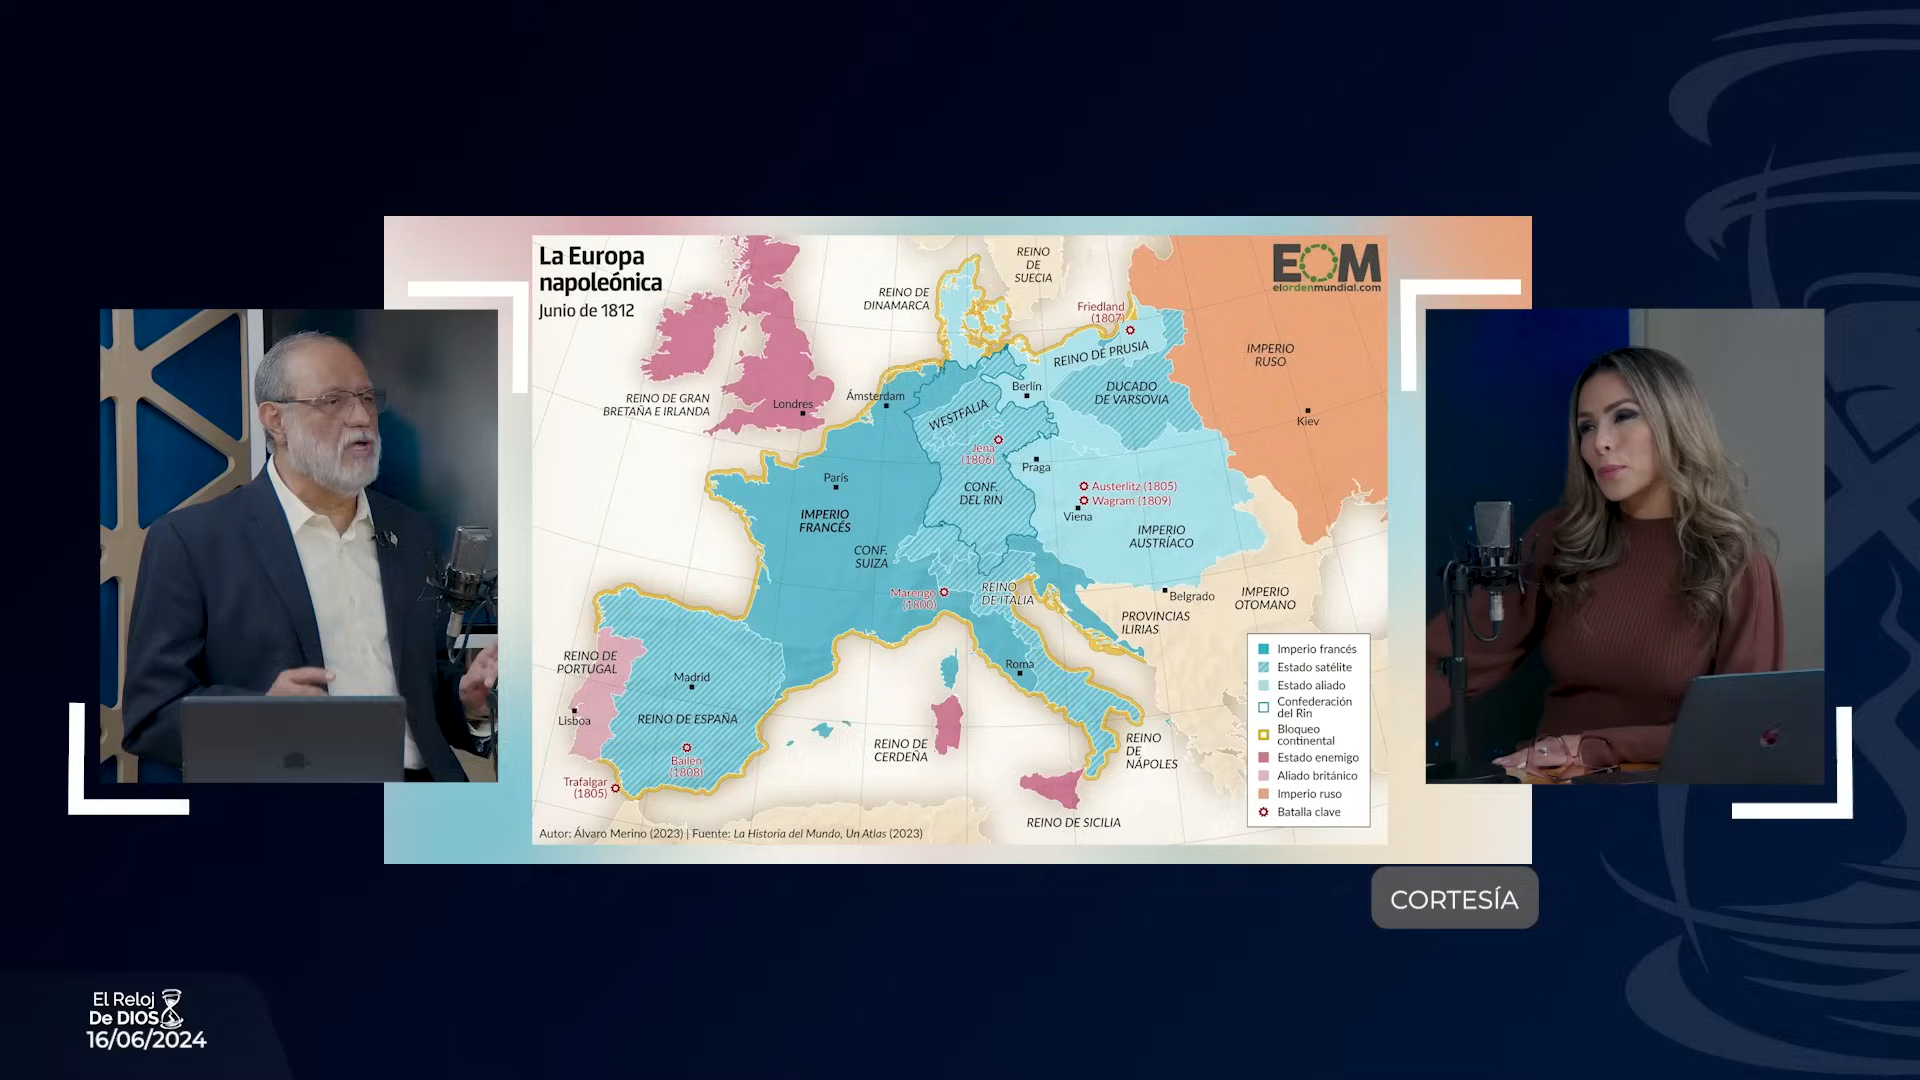 La Europa
napoleónica
Junio de 1812
EOM
elordenmundial.com
REINO
DE
SUECIA
REINO DE
DINAMARCA
Friedland
(1807)
REINO DE PRUSIA
IMPERIO
RUSO
DUCADO
DE VARSOVIA
Berlín
REINO DE GRAN
BRETAÑA E IRLANDA
Londres
Ámsterdam
WESTFALIA
Kiev
Jena
(1806)
Praga
París
CONF.
DEL RIN
Austerlitz (1805)
Wagram (1809)
Viena
IMPERIO
FRANCÉS
IMPERIO
AUSTRÍACO
CONF.
SUIZA
Marengo
(1800)
REINO
DE ITALIA
Belgrado
IMPERIO
OTOMANO
PROVINCIAS
ILIRIAS
REINO DE
PORTUGAL
Madrid
Roma
Lisboa
REINO DE ESPAÑA
REINO DE
CERDEÑA
REINO
DE
NÁPOLES
Bailén
(1808)
Trafalgar
(1805)
REINO DE SICILIA
Imperio francés
Estado satélite
Estado aliado
Confederación
del Rin
Bloqueo
continental
Estado enemigo
Aliado británico
Imperio ruso
Batalla clave
Autor: Álvaro Merino (2023) | Fuente: La Historia del Mundo, Un Atlas (2023)
CORTESÍA
El Reloj
De DIOS
16/06/2024